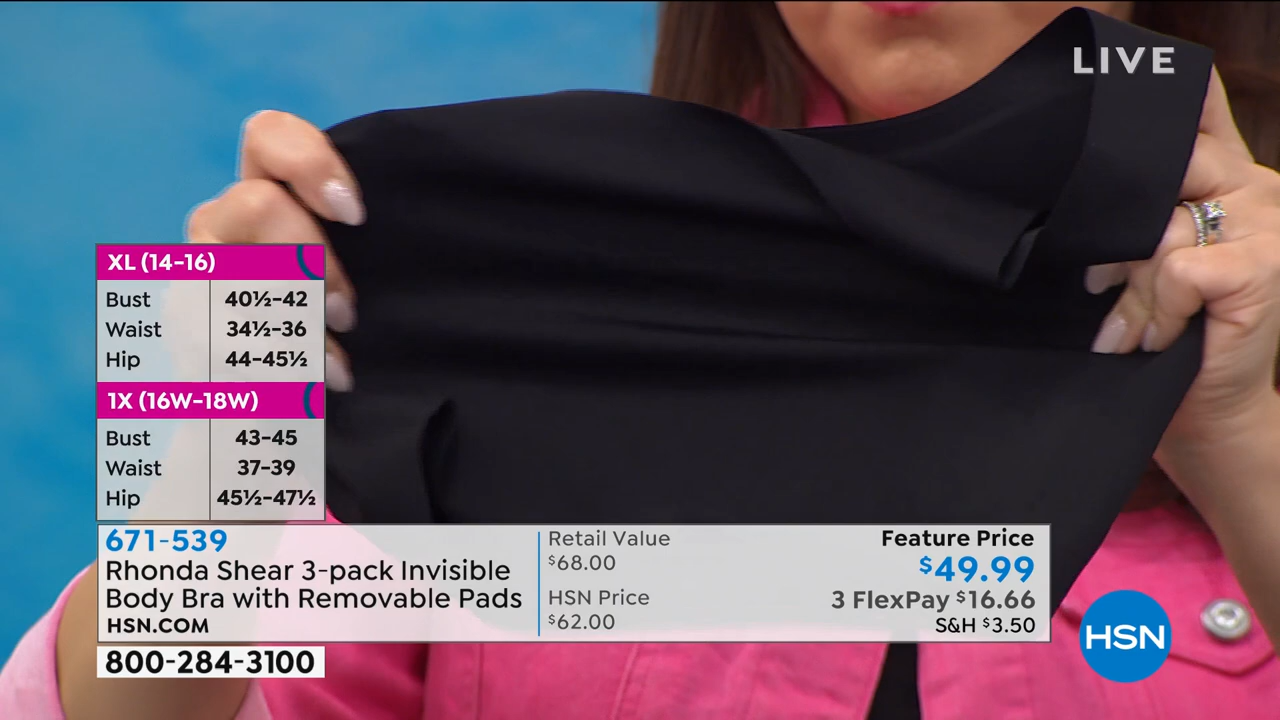 LIVE
XL (14-16)
Bust 40½-42
Waist 34½-36
Hip 44-45½
1X (16W-18W)
Bust 43-45
Waist 37-39
Hip 45½-47½
671-539
Rhonda Shear 3-pack Invisible
Body Bra with Removable Pads
HSN.COM
Retail Value
$68.00
HSN Price
$62.00
Feature Price
$49.99
3 FlexPay $16.66
S&H $3.50
HSN
800-284-3100